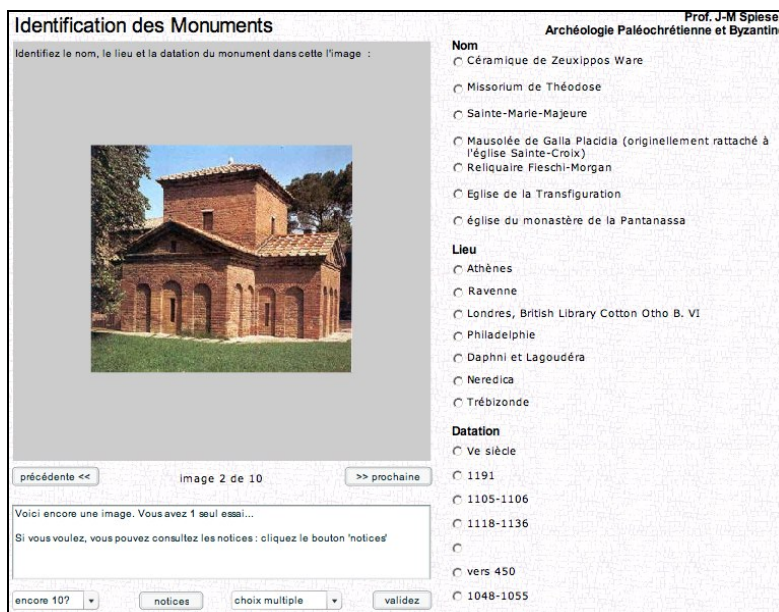 Identification des Monuments
Prof. J-M Spiese
Archéologie Paléochrétienne et Byzantine
Identifiez le nom, le lieu et la datation du monument dans cette l'image :
Nom
Céramique de Zeuxippos Ware
Missorium de Théodose
Sainte-Marie-Majeure
Mausolée de Galla Placidia (originellement rattaché à
l'église Sainte-Croix)
Reliquaire Fieschi-Morgan
Eglise de la Transfiguration
église du monastère de la Pantanassa
Lieu
Athènes
Ravenne
Londres, British Library Cotton Otho B. VI
Philadelphie
Daphni et Lagoudéra
Neredica
Trébizonde
Datation
Ve siècle
1191
1105-1106
1118-1136
vers 450
1048-1055
précédente <<
image 2 de 10
>> prochaine
Voici encore une image. Vous avez 1 seul essai...
Si vous voulez, vous pouvez consultez les notices : cliquez le bouton 'notices'
encore 10?
notices
choix multiple
validez